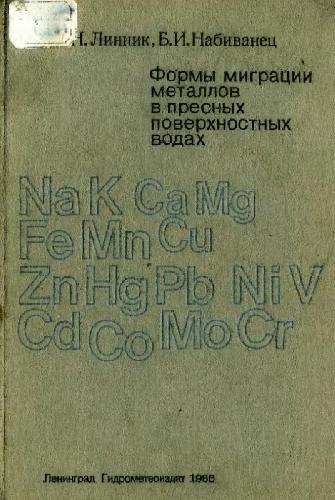 Н. Линник, Б.И. Набиванец
Формы миграции
металлов
в пресных
поверхностных
водах
Na K Ca Mg
Fe Mn Cu
Zn Hg Pb Ni V
Cd Co Mo Cr
Ленинград Гидрометеоиздат 1986